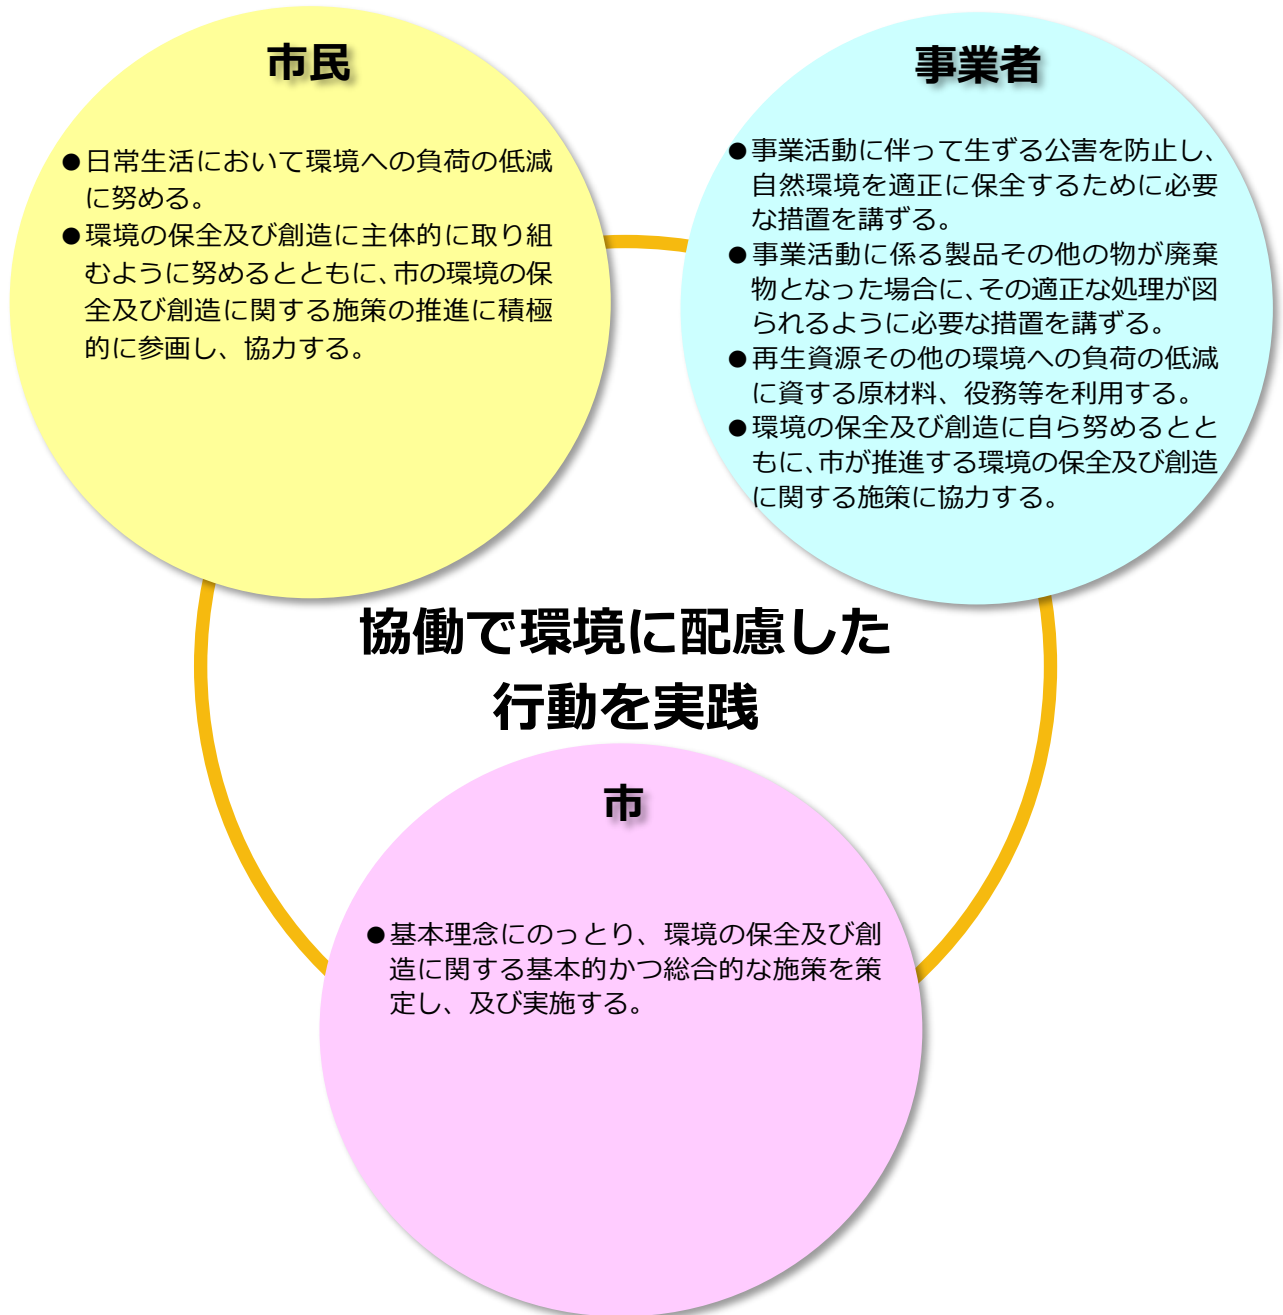 市民
●日常生活において環境への負荷の低減
に努める。
●環境の保全及び創造に主体的に取り組
むように努めるとともに、市の環境の保
全及び創造に関する施策の推進に積極
的に参画し、協力する。
事業者
●事業活動に伴って生ずる公害を防止し、
自然環境を適正に保全するために必要
な措置を講ずる。
●事業活動に係る製品その他の物が廃棄
物となった場合に、その適正な処理が図
られるように必要な措置を講ずる。
●再生資源その他の環境への負荷の低減
に資する原材料、役務等を利用する。
●環境の保全及び創造に自ら努めるとと
もに、市が推進する環境の保全及び創造
に関する施策に協力する。
協働で環境に配慮した
行動を実践
市
●基本理念にのっとり、環境の保全及び創
造に関する基本的かつ総合的な施策を策
定し、及び実施する。